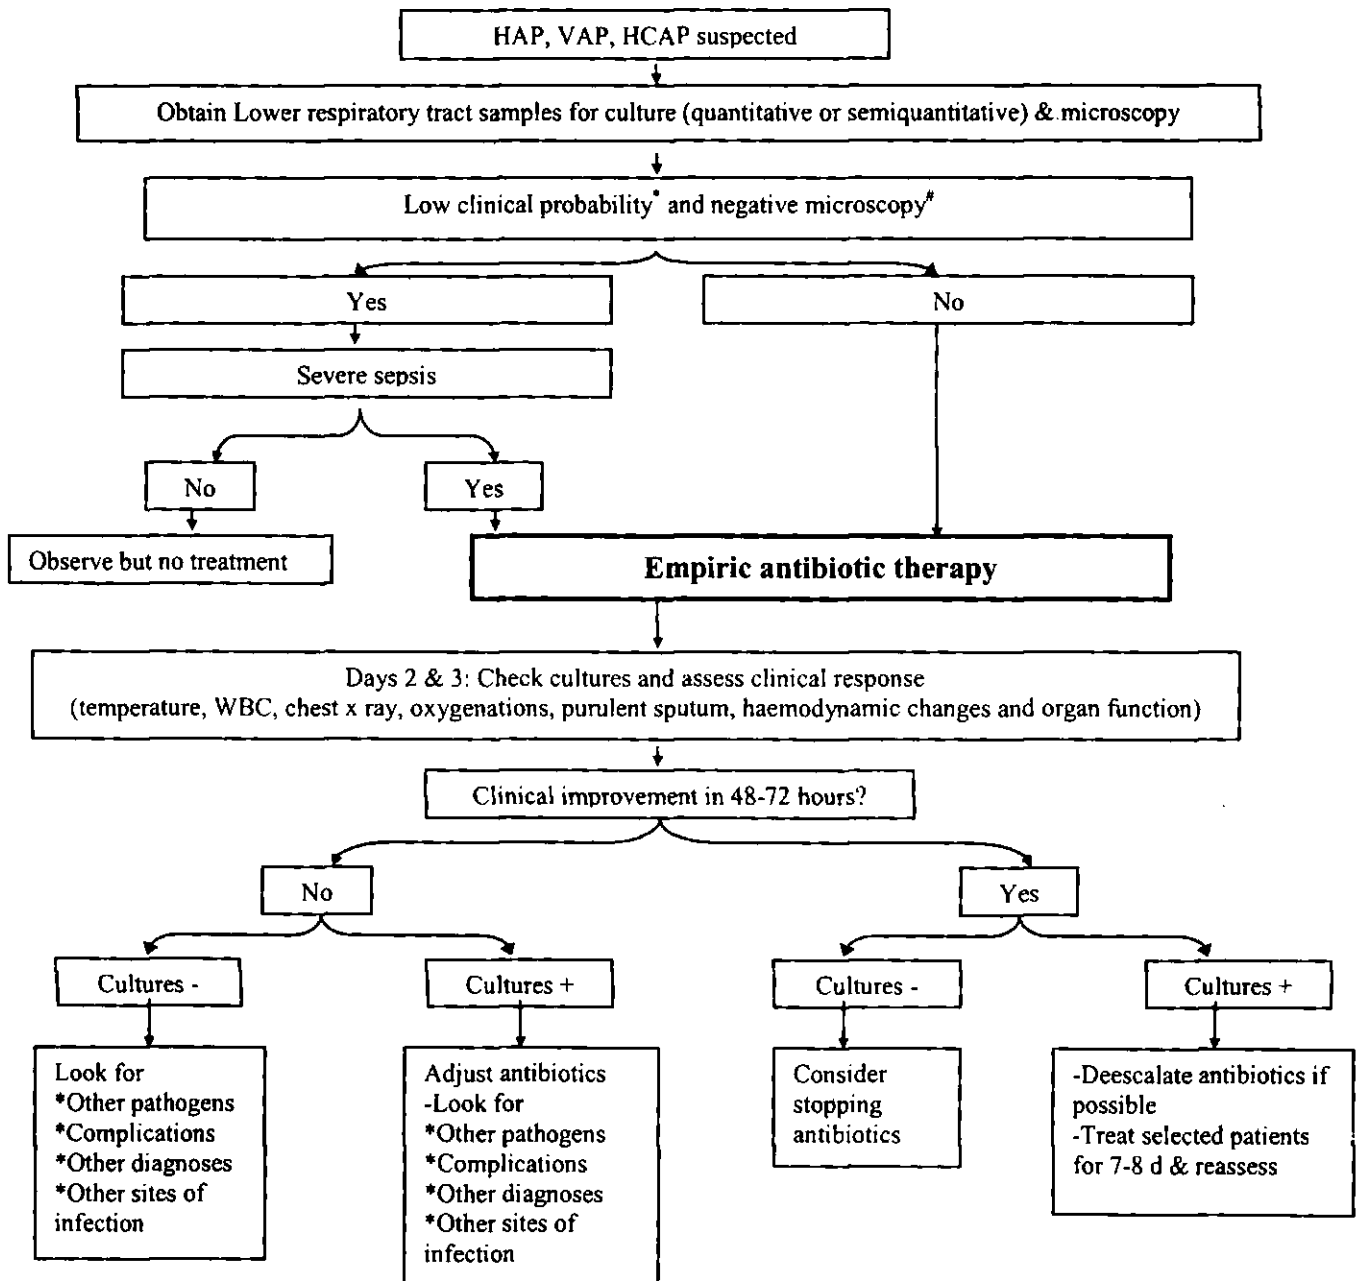 HAP, VAP, HCAP suspected
Obtain Lower respiratory tract samples for culture (quantitative or semiquantitative) & microscopy
Low clinical probability* and negative microscopy#
Yes
No
Severe sepsis
No
Yes
Observe but no treatment
Empiric antibiotic therapy
Days 2 & 3: Check cultures and assess clinical response
(temperature, WBC, chest x ray, oxygenations, purulent sputum, haemodynamic changes and organ function)
Clinical improvement in 48-72 hours?
No
Yes
Cultures -
Cultures +
Cultures -
Cultures +
Look for
*Other pathogens
*Complications
*Other diagnoses
*Other sites of
infection
Adjust antibiotics
-Look for
*Other pathogens
*Complications
*Other diagnoses
*Other sites of
infection
Consider
stopping
antibiotics
-Deescalate antibiotics if
possible
-Treat selected patients
for 7-8 d & reassess